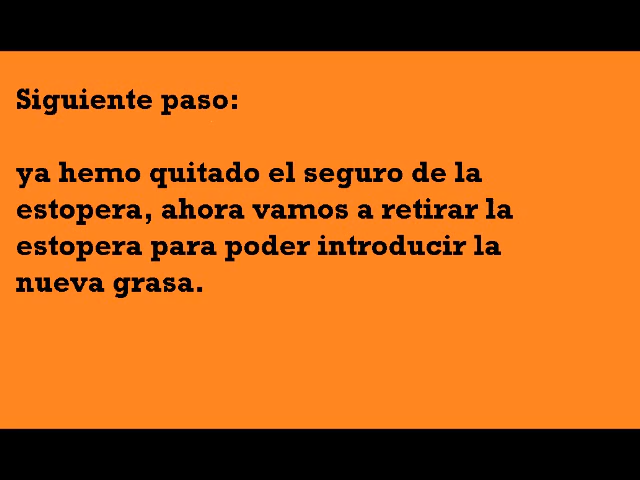 Siguiente paso:
ya hemo quitado el seguro de la
estopera, ahora vamos a retirar la
estopera para poder introducir la
nueva grasa.